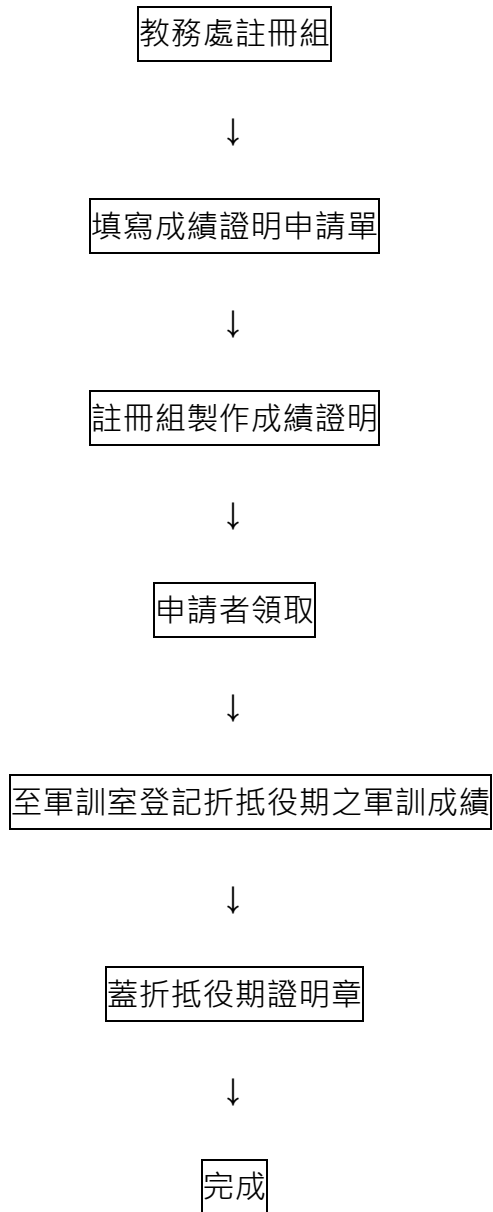 教務處註冊組
↓
填寫成績證明申請單
↓
註冊組製作成績證明
↓
申請者領取
↓
至軍訓室登記折抵役期之軍訓成績
↓
蓋折抵役期證明章
↓
完成